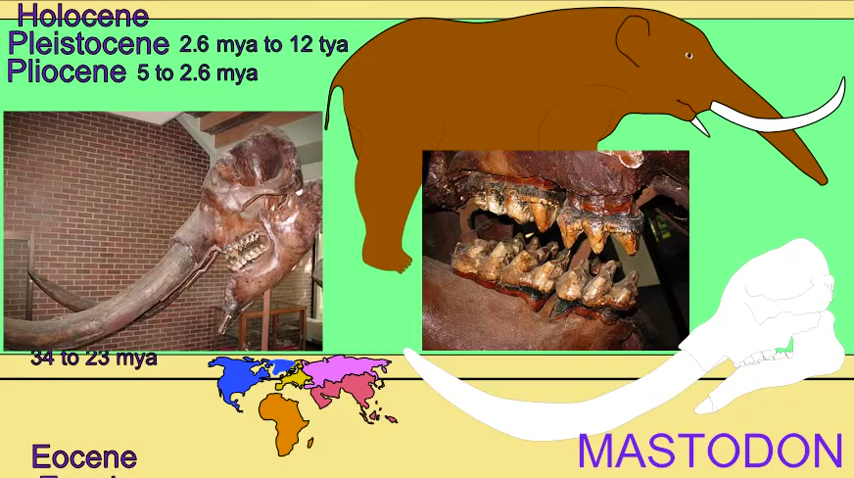 Holocene
Pleistocene 2.6 mya to 12 tya
Pliocene 5 to 2.6 mya
34 to 23 mya
Eocene
MASTODON